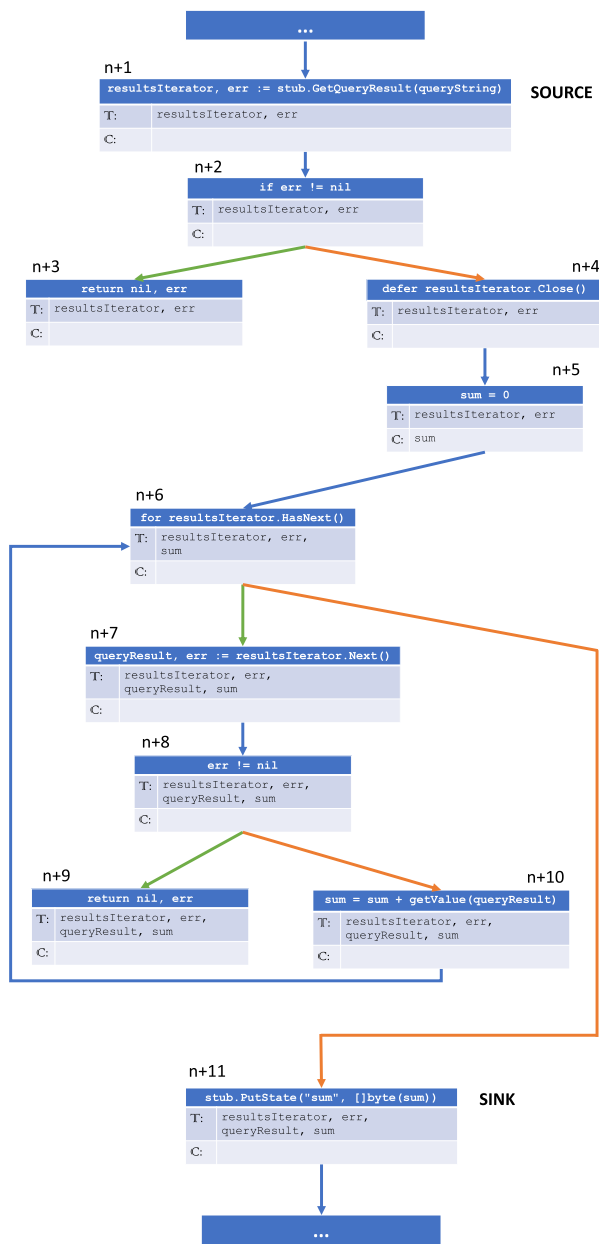 ...
n+1
resultsIterator, err := stub.GetQueryResult(queryString)
SOURCE
T: resultsIterator, err
C:
n+2
if err != nil
T: resultsIterator, err
C:
n+3
return nil, err
T: resultsIterator, err
C:
n+4
defer resultsIterator.Close()
T: resultsIterator, err
C:
n+5
sum = 0
T: resultsIterator, err
C: sum
n+6
for resultsIterator.HasNext()
T: resultsIterator, err,
sum
C:
n+7
queryResult, err := resultsIterator.Next()
T: resultsIterator, err,
queryResult, sum
C:
n+8
err != nil
T: resultsIterator, err,
queryResult, sum
C:
n+9
return nil, err
T: resultsIterator, err,
queryResult, sum
C:
n+10
sum = sum + getValue(queryResult)
T: resultsIterator, err,
queryResult, sum
C:
n+11
stub.PutState("sum", []byte(sum))
SINK
T: resultsIterator, err,
queryResult, sum
C:
...